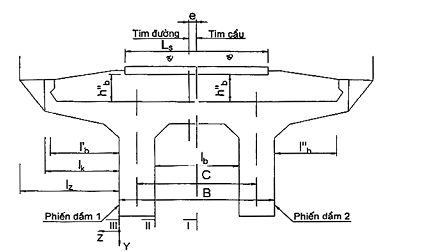 e
Tim đường
Tim cầu
Ls
h"b
h"b
l'b
lb
l"b
lk
C
lz
B
Phiến dầm 1
Phiến dầm 2
III
II
I
Z
Y